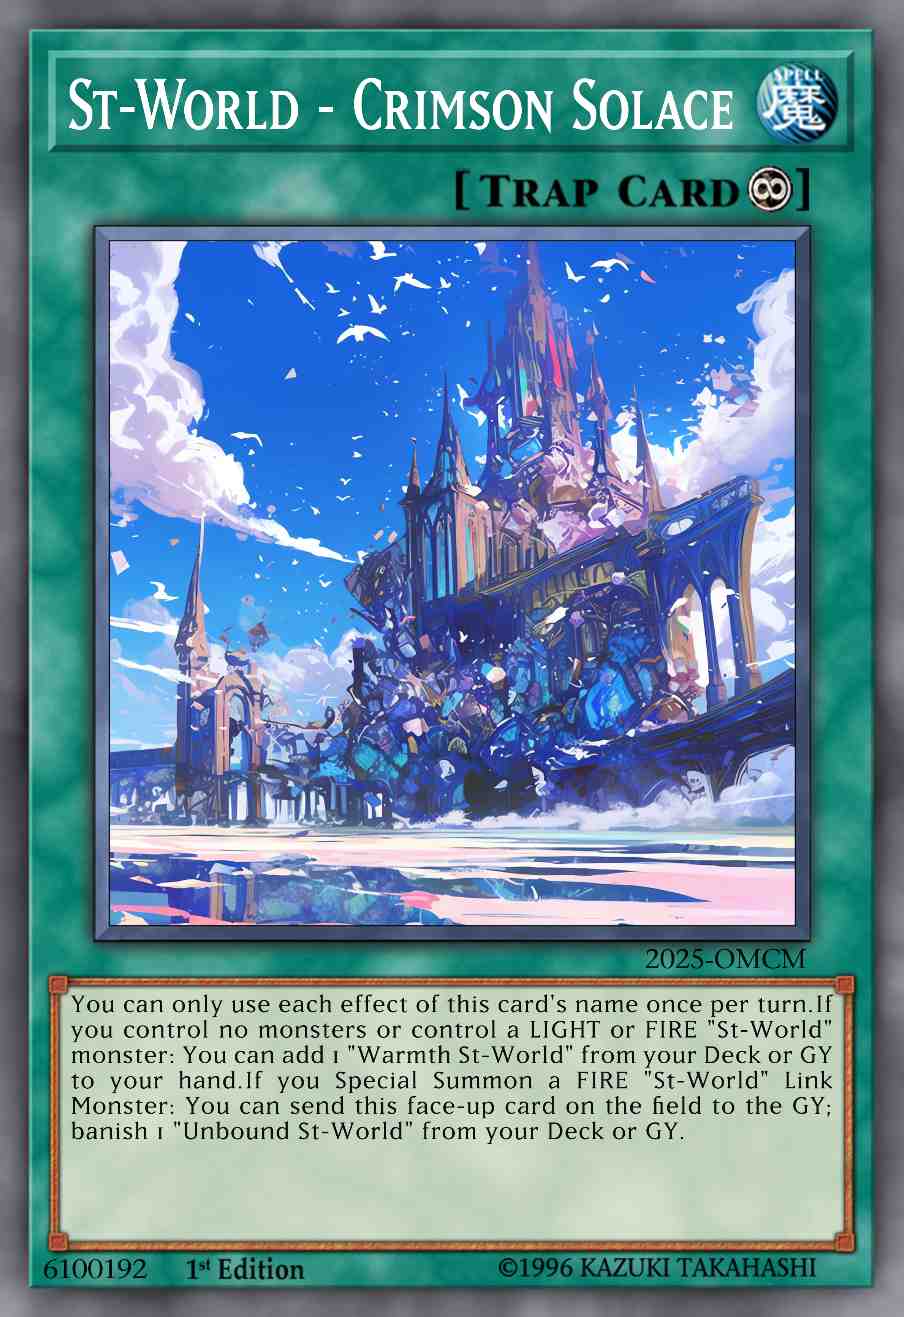 St-World - Crimson Solace
SPELL
魔
[Trap Card]
2025-OMCM
You can only use each effect of this card's name once per turn.If
you control no monsters or control a LIGHT or FIRE "St-World"
monster: You can add 1 "Warmth St-World" from your Deck or GY
to your hand.If you Special Summon a FIRE "St-World" Link
Monster: You can send this face-up card on the field to the GY;
banish 1 "Unbound St-World" from your Deck or GY.
6100192 1st Edition ©1996 KAZUKI TAKAHASHI